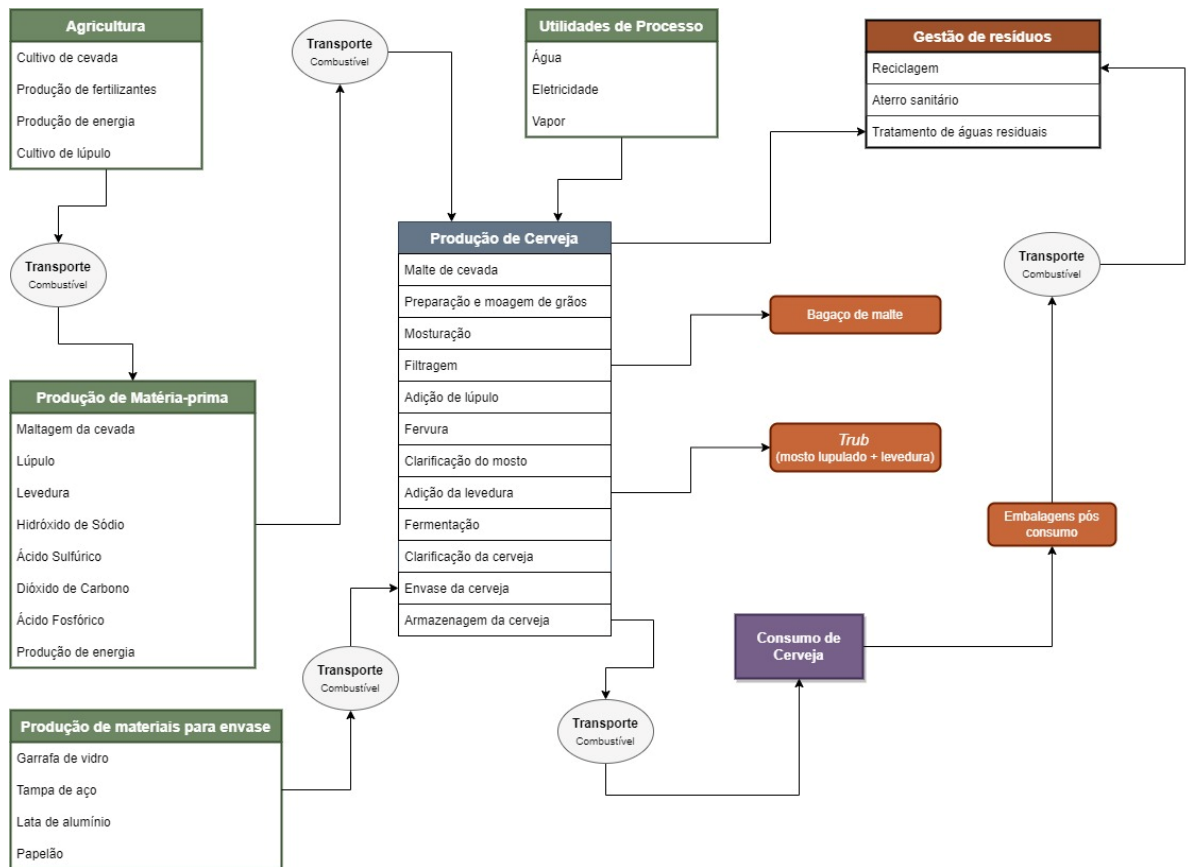 Agricultura
Cultivo de cevada
Produção de fertilizantes
Produção de energia
Cultivo de lúpulo
Transporte
Combustível
Produção de Matéria-prima
Maltagem da cevada
Lúpulo
Levedura
Hidróxido de Sódio
Ácido Sulfúrico
Dióxido de Carbono
Ácido Fosfórico
Produção de energia
Produção de materiais para envase
Garrafa de vidro
Tampa de aço
Lata de alumínio
Papelão
Transporte
Combustível
Transporte
Combustível
Utilidades de Processo
Água
Eletricidade
Vapor
Produção de Cerveja
Malte de cevada
Preparação e moagem de grãos
Mosturação
Filtragem
Adição de lúpulo
Fervura
Clarificação do mosto
Adição da levedura
Fermentação
Clarificação da cerveja
Envase da cerveja
Armazenagem da cerveja
Transporte
Combustível
Gestão de resíduos
Reciclagem
Aterro sanitário
Tratamento de águas residuais
Bagaço de malte
Trub
(mosto lupulado + levedura)
Consumo de
Cerveja
Embalagens pós
consumo
Transporte
Combustível